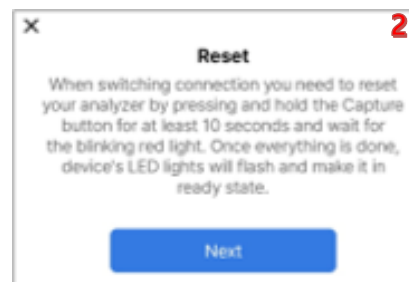 2
Reset
When switching connection you need to reset
your analyzer by pressing and hold the Capture
button for at least 10 seconds and wait for
the blinking red light. Once everything is done,
device's LED lights will flash and make it in
ready state.
Next